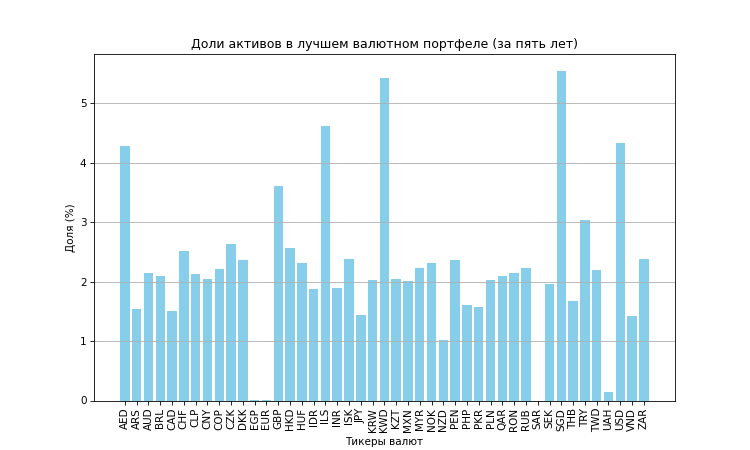 Доли активов в лучшем валютном портфеле (за пять лет)
Доля (%)
5
4
3
2
1
0
AED ARS AUD BRL CAD CHF CLP CNY COP CZK DKK EGP EUR GBP HKD HUF IDR ILS INR ISK JPY KRW KWD KZT MXN MYR NOK NZD PEN PHP PKR PLN QAR RON RUB SAR SEK SGD THB TRY TWD UAH USD VND ZAR
Тикеры валют